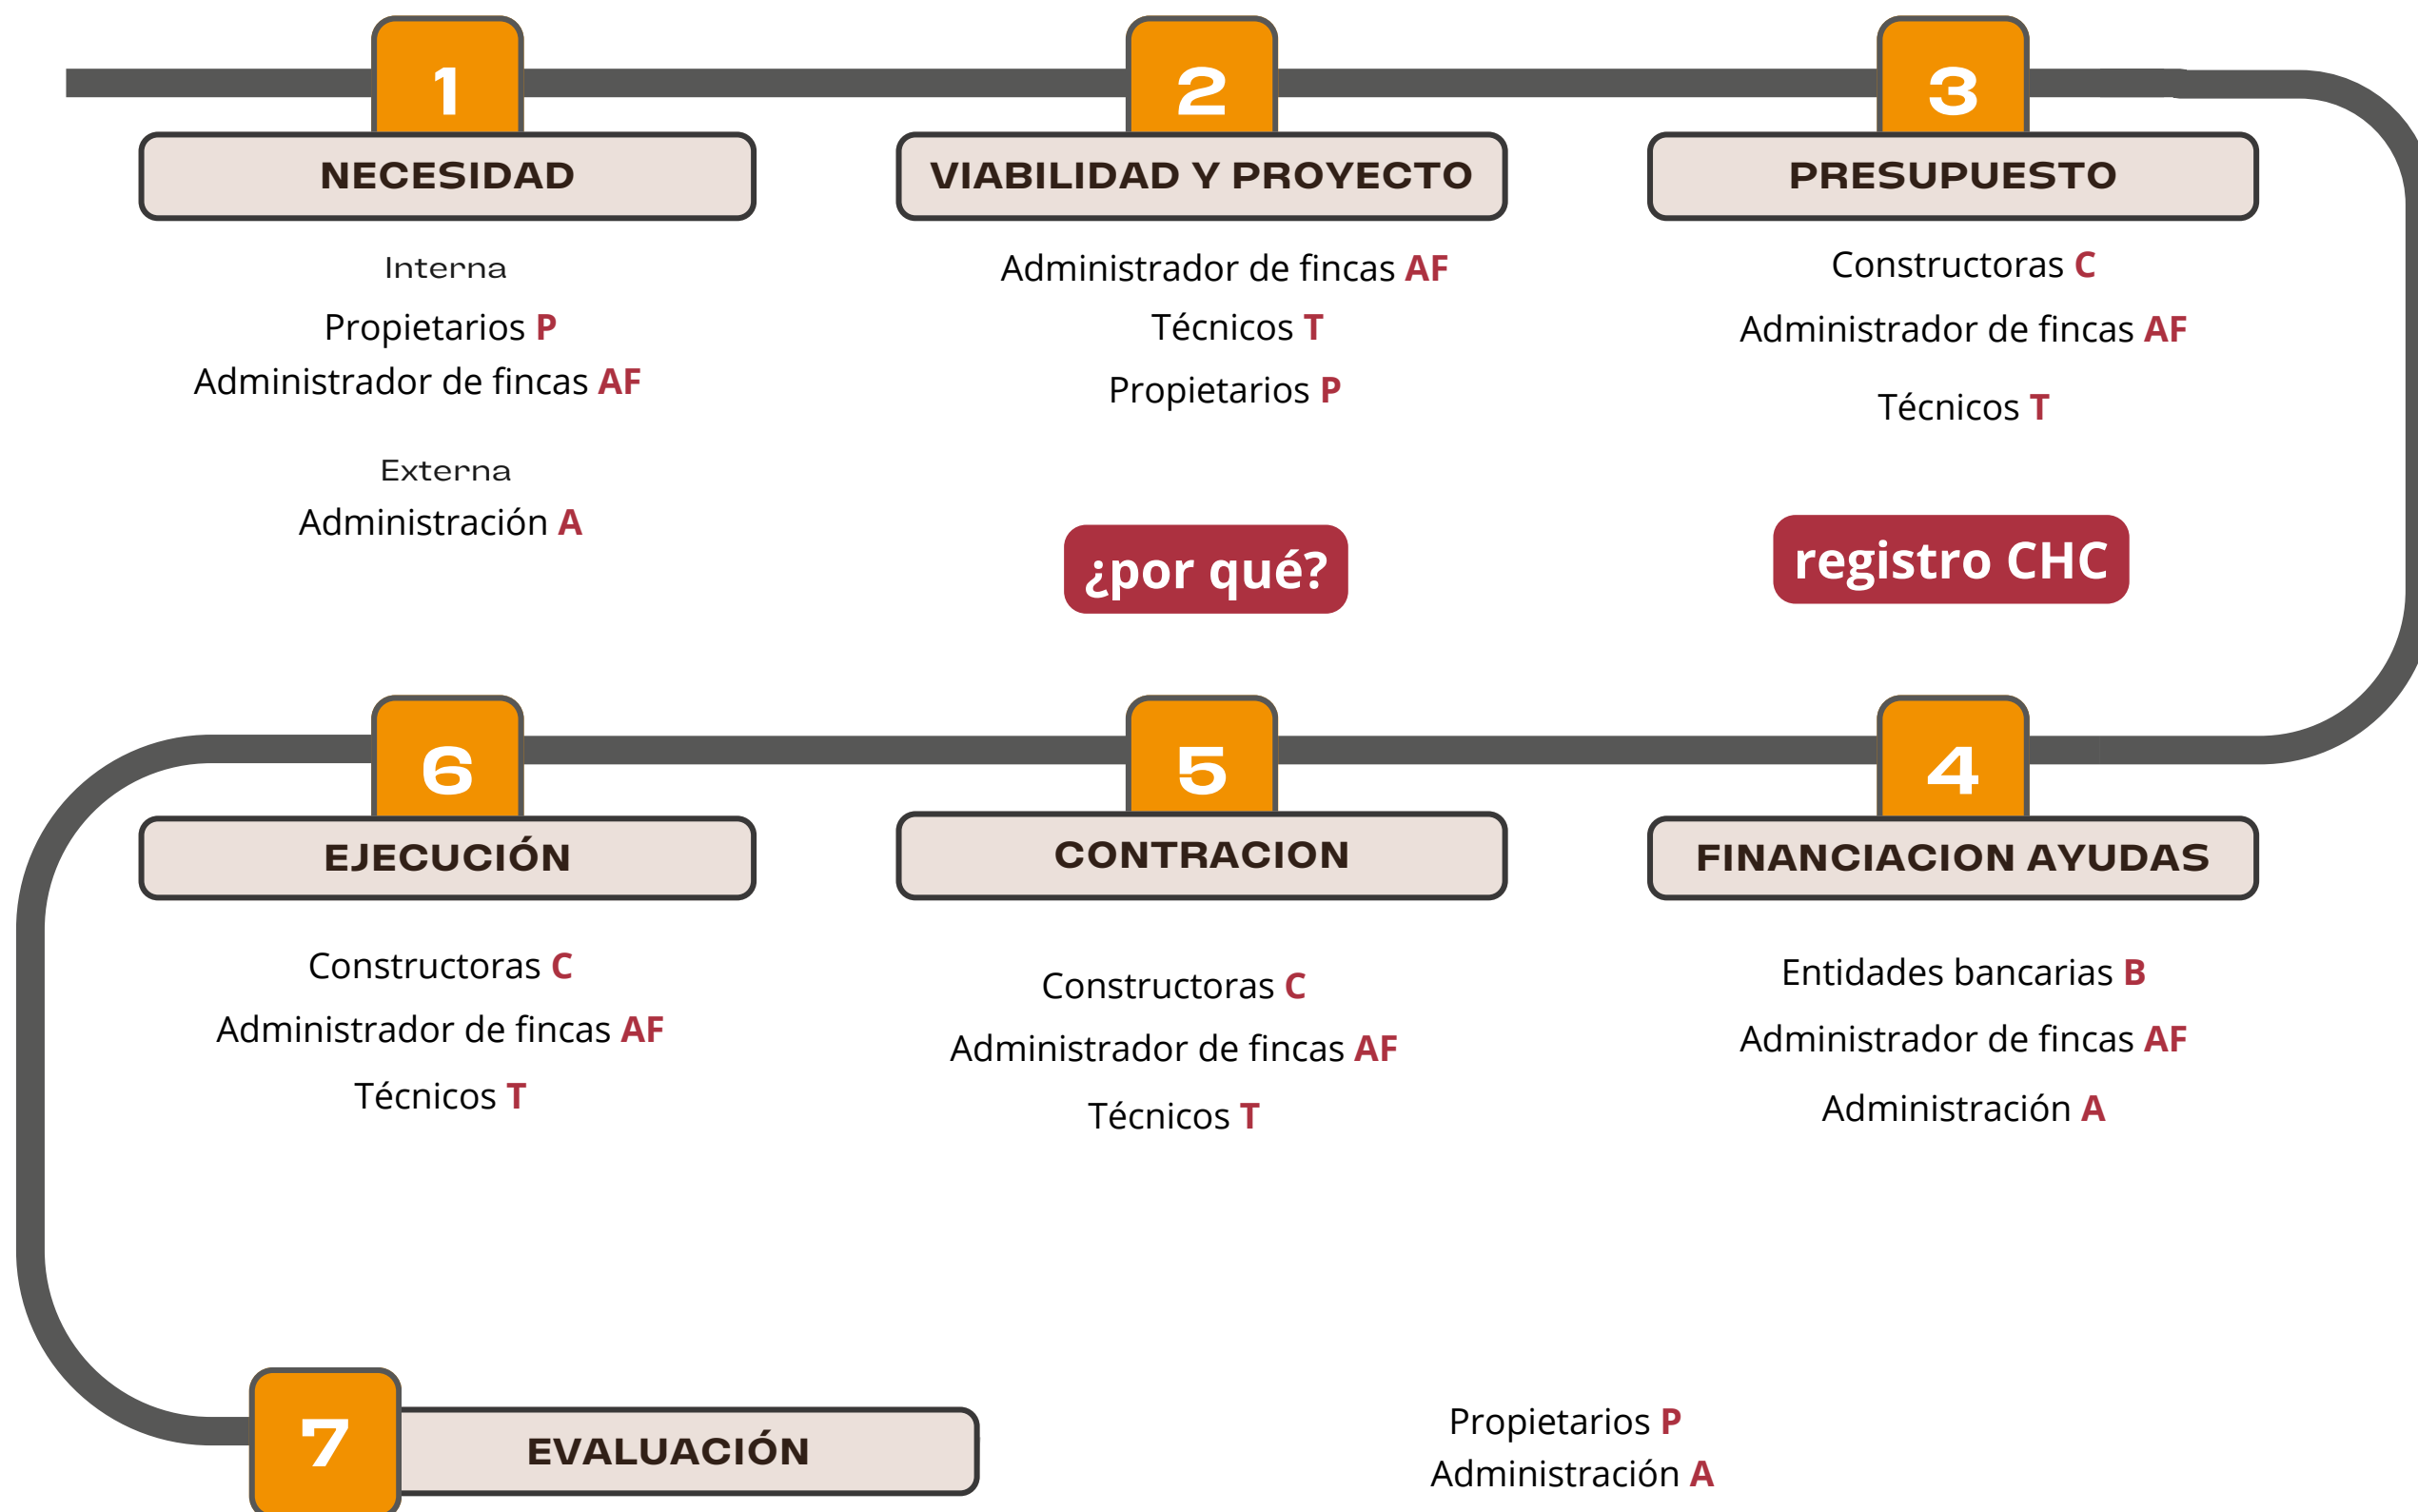 1
NECESIDAD
Interna
Propietarios P
Administrador de fincas AF
Externa
Administración A
2
VIABILIDAD Y PROYECTO
Administrador de fincas AF
Técnicos T
Propietarios P
¿por qué?
3
PRESUPUESTO
Constructoras C
Administrador de fincas AF
Técnicos T
registro CHC
4
FINANCIACION AYUDAS
Entidades bancarias B
Administrador de fincas AF
Administración A
5
CONTRACION
Constructoras C
Administrador de fincas AF
Técnicos T
6
EJECUCIÓN
Constructoras C
Administrador de fincas AF
Técnicos T
7
EVALUACIÓN
Propietarios P
Administración A